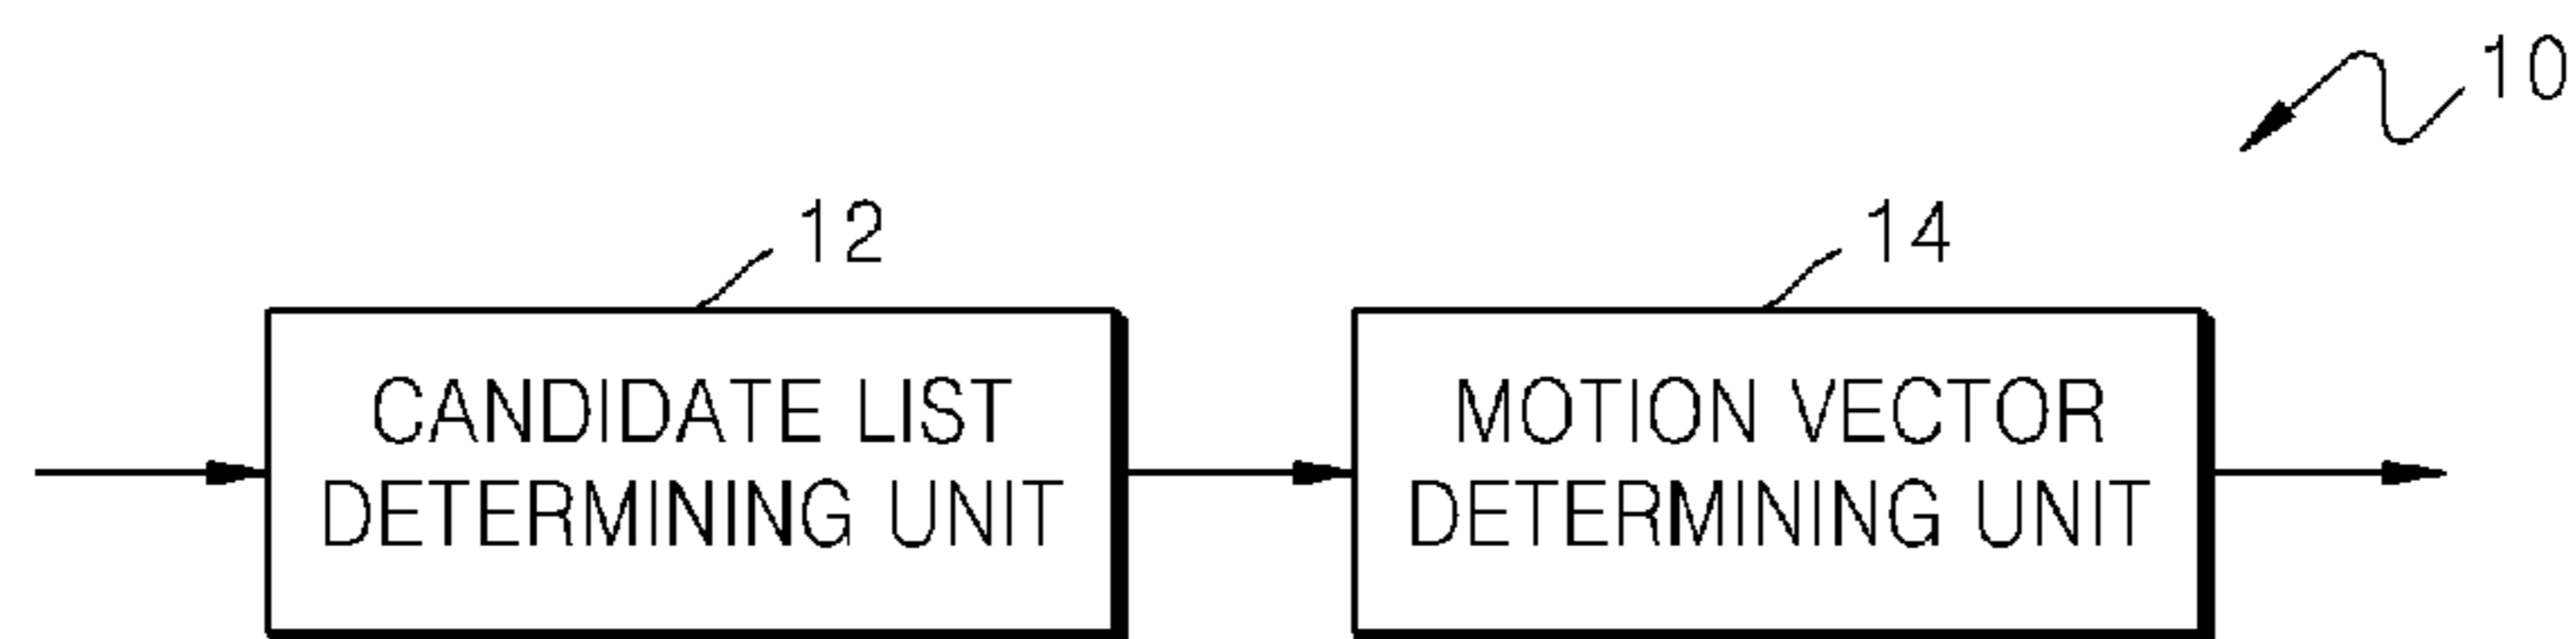 10
12
14
CANDIDATE LIST
DETERMINING UNIT
MOTION VECTOR
DETERMINING UNIT